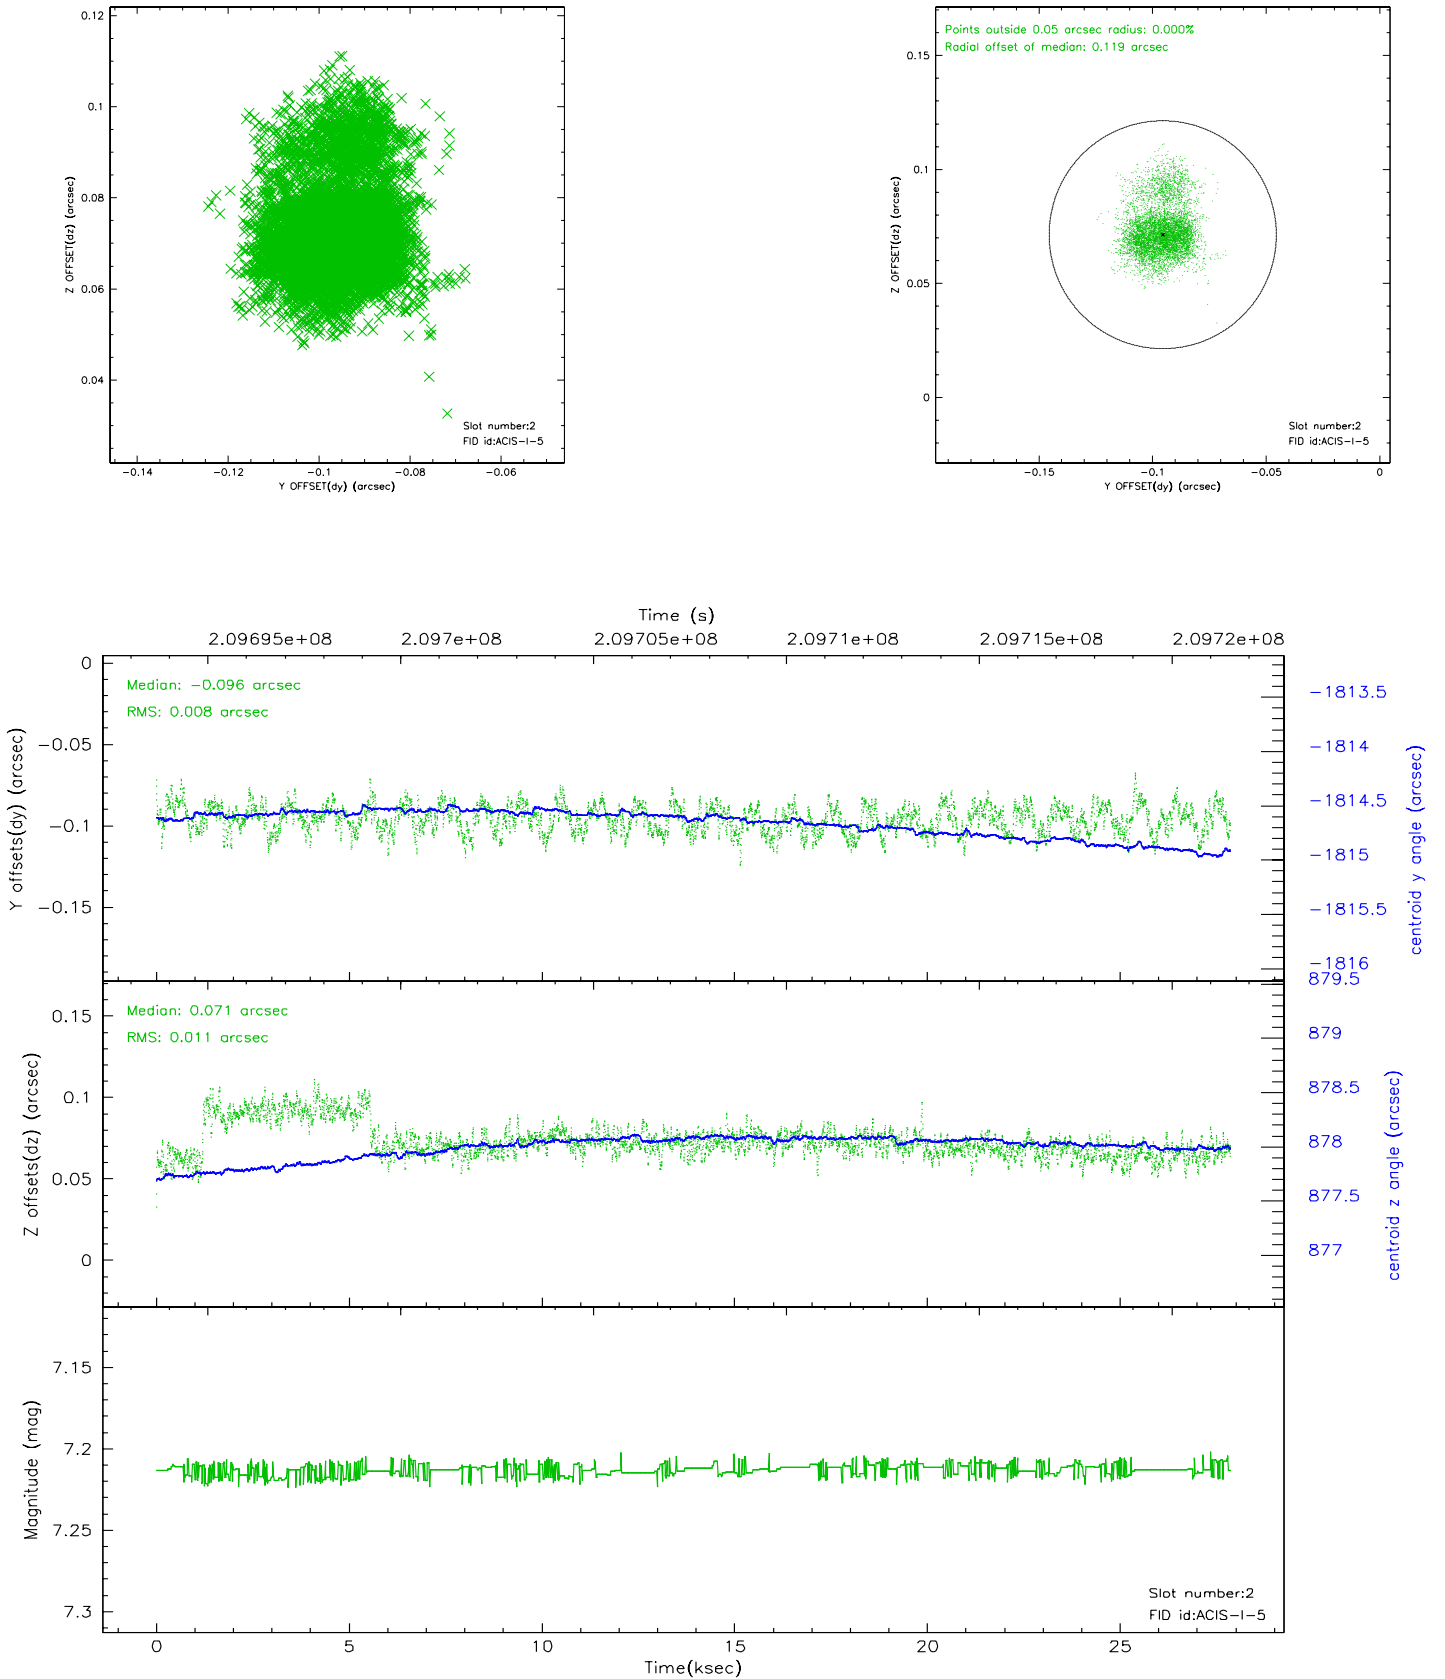 0.12
0.1
0.08
0.06
0.04
Z OFFSET(dz) (arcsec)
Slot number:2
FID id:ACIS-I-5
-0.14 -0.12 -0.1 -0.08 -0.06
Y OFFSET(dy) (arcsec)
Points outside 0.05 arcsec radius: 0.000%
Radial offset of median: 0.119 arcsec
0.15
0.1
0.05
0
Z OFFSET(dz) (arcsec)
Slot number:2
FID id:ACIS-I-5
-0.15 -0.1 -0.05 0
Y OFFSET(dy) (arcsec)
Time (s)
2.09695e+08 2.097e+08 2.09705e+08 2.0971e+08 2.09715e+08 2.0972e+08
Median: -0.096 arcsec
RMS: 0.008 arcsec
0
-0.05
-0.1
-0.15
Y offsets(dy) (arcsec)
-1813.5
-1814
-1814.5
-1815
-1815.5
-1816
centroid y angle (arcsec)
Median: 0.071 arcsec
RMS: 0.011 arcsec
0.15
0.1
0.05
0
Z offsets(dz) (arcsec)
879.5
879
878.5
878
877.5
877
centroid z angle (arcsec)
7.15
7.2
7.25
7.3
Magnitude (mag)
Slot number:2
FID id:ACIS-I-5
0 5 10 15 20 25
Time(ksec)